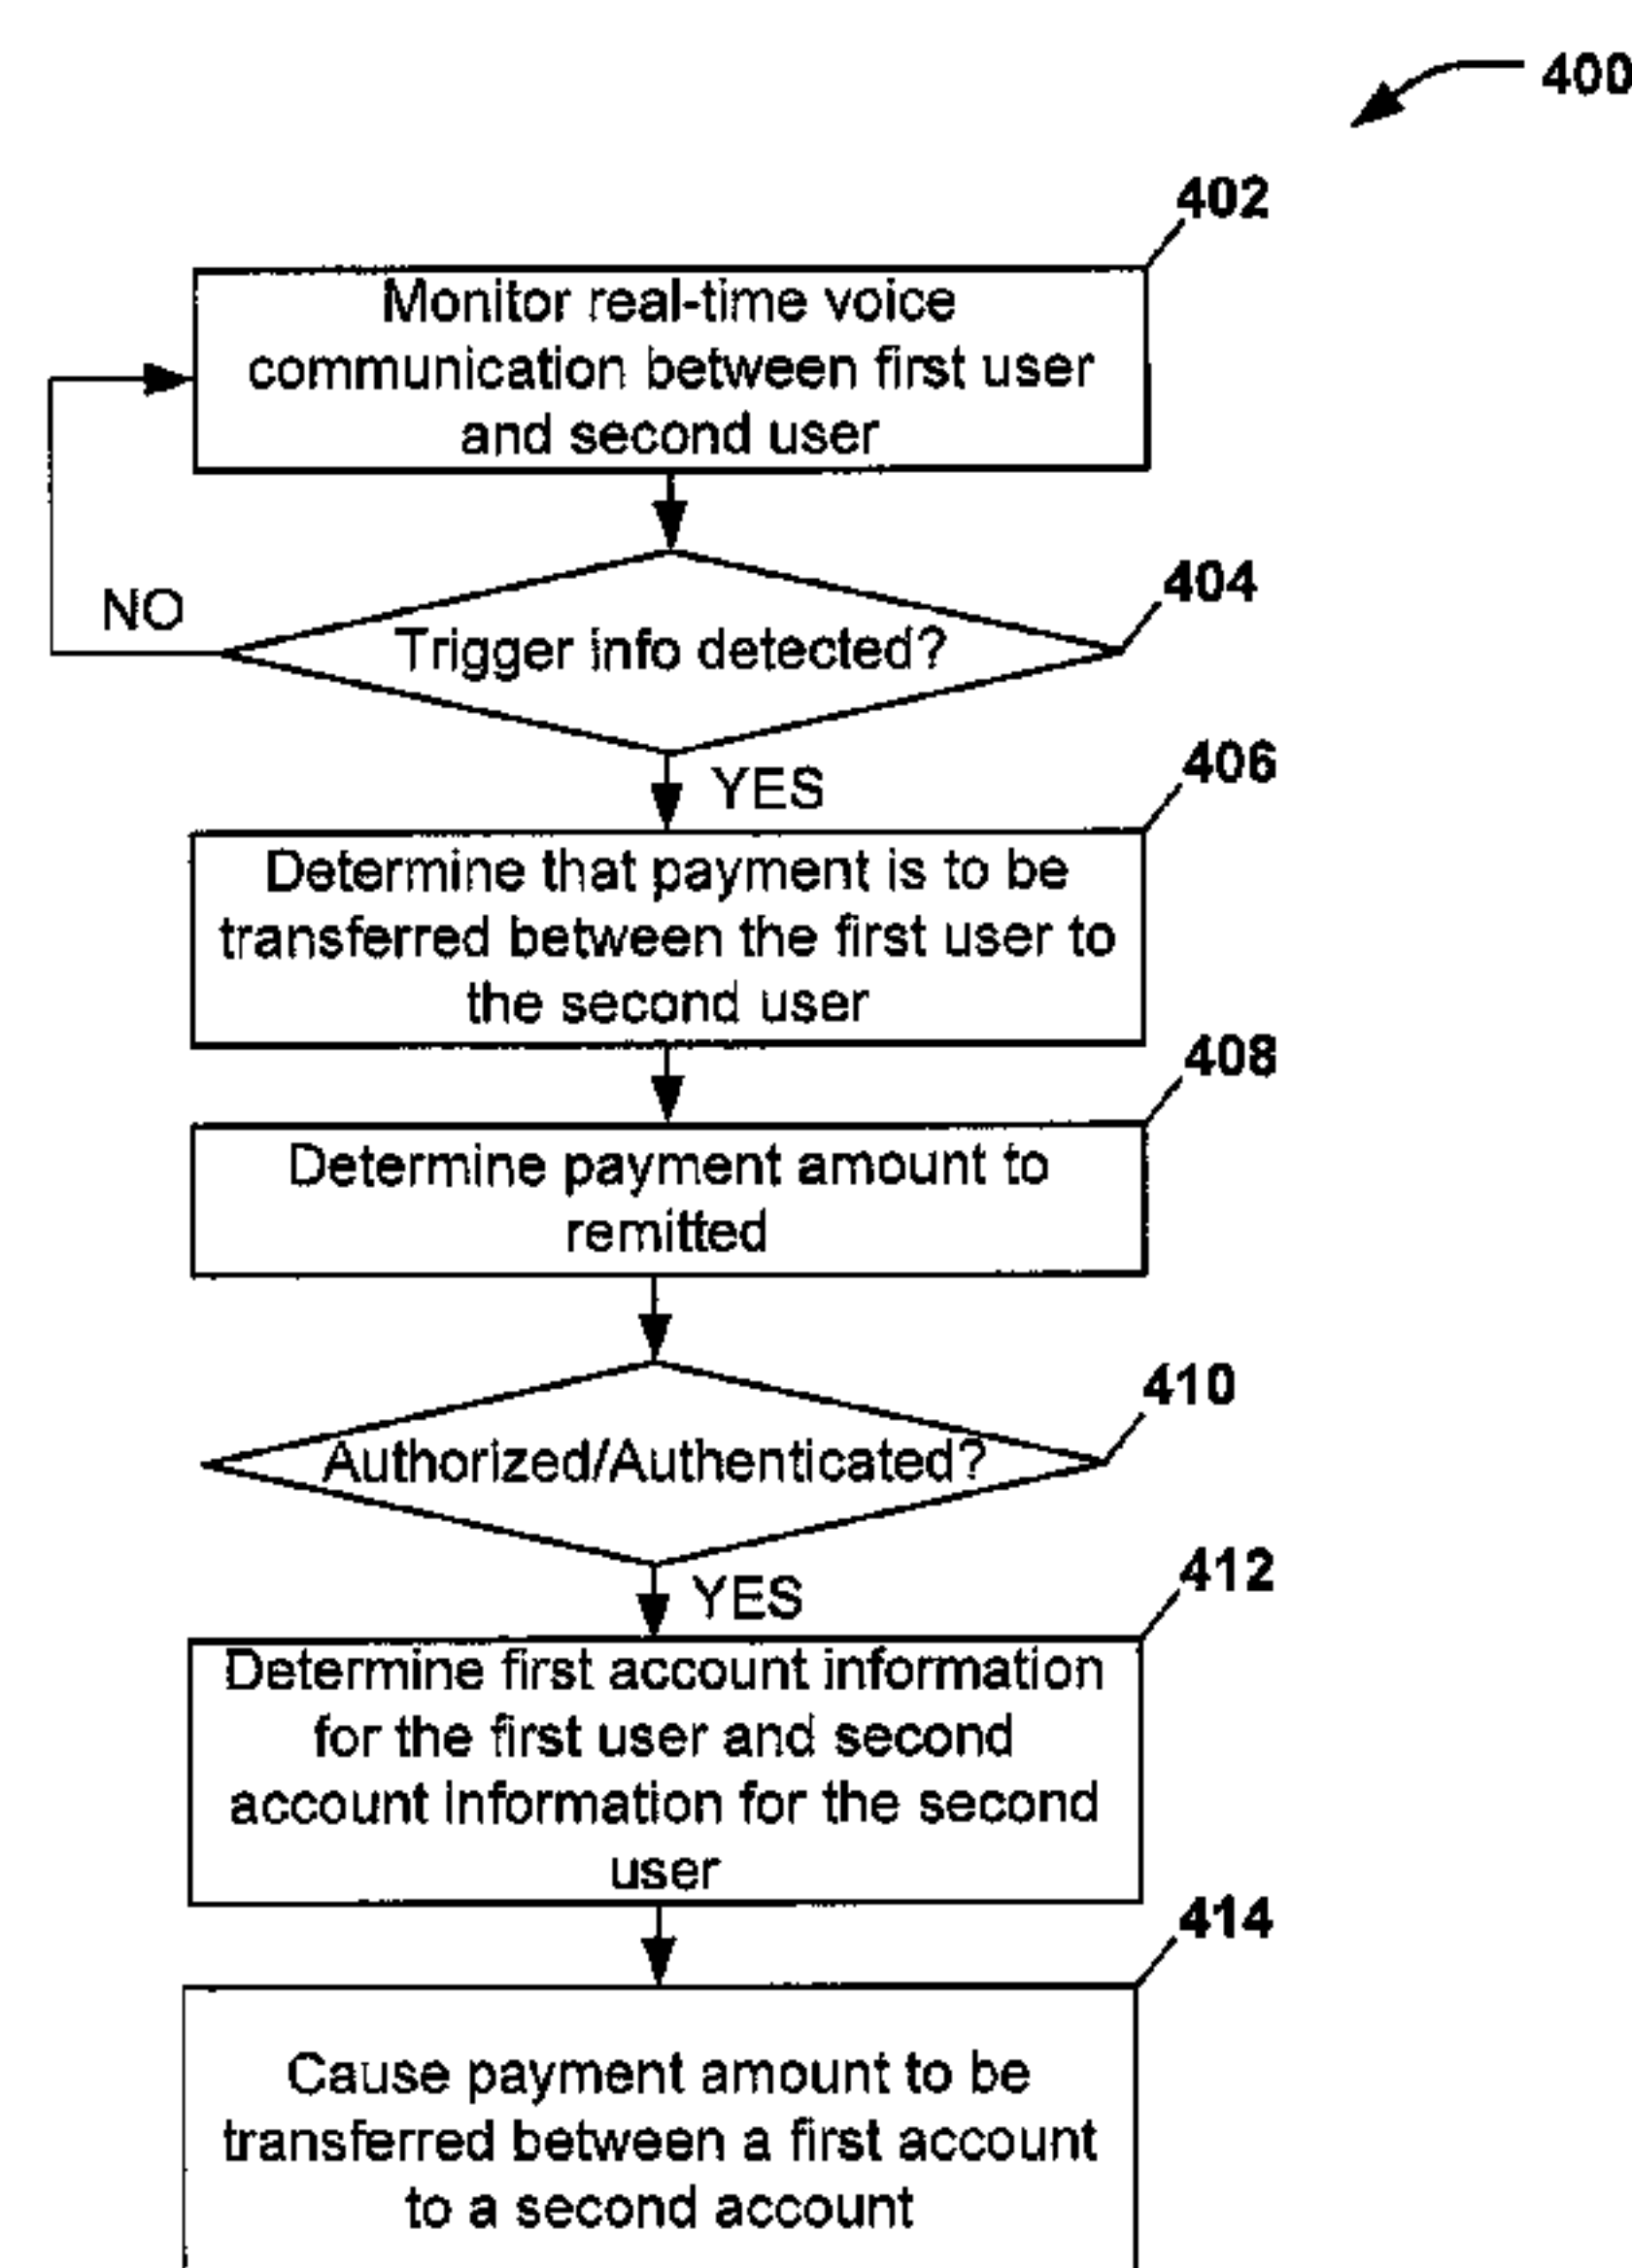 400
402
Monitor real-time voice
communication between first user
and second user
404
NO
Trigger info detected?
YES
406
Determine that payment is to be
transferred between the first user to
the second user
408
Determine payment amount to
remitted
410
Authorized/Authenticated?
YES
412
Determine first account information
for the first user and second
account information for the second
user
414
Cause payment amount to be
transferred between a first account
to a second account